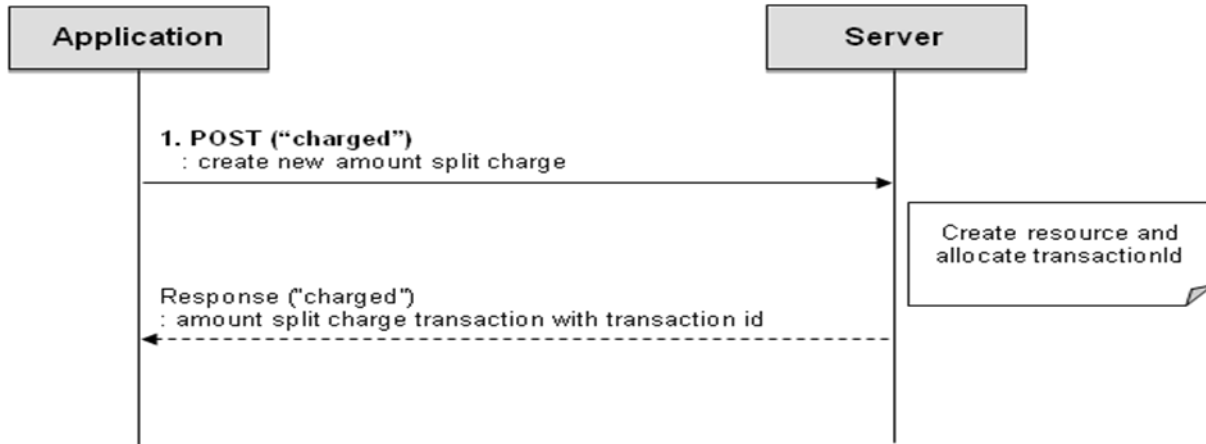 Application
Server
1. POST (“charged”)
: create new amount split charge
Create resource and
allocate transactionId
Response ("charged")
: amount split charge transaction with transaction id